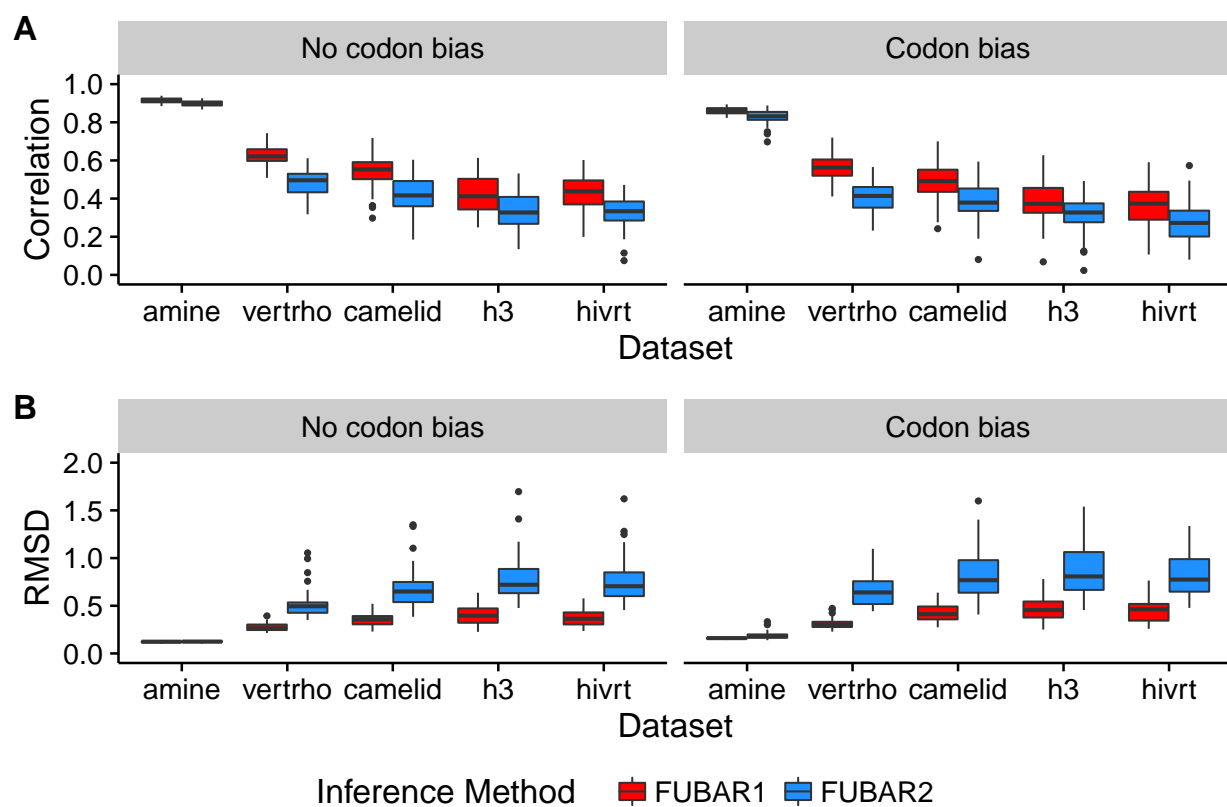 A
No codon bias
Codon bias
Correlation
1.0
0.8
0.6
0.4
0.2
0.0
amine vertrho camelid h3 hivrt
amine vertrho camelid h3 hivrt
Dataset
Dataset
B
No codon bias
Codon bias
RMSD
2.0
1.5
1.0
0.5
0.0
amine vertrho camelid h3 hivrt
amine vertrho camelid h3 hivrt
Dataset
Dataset
Inference Method FUBAR1 FUBAR2